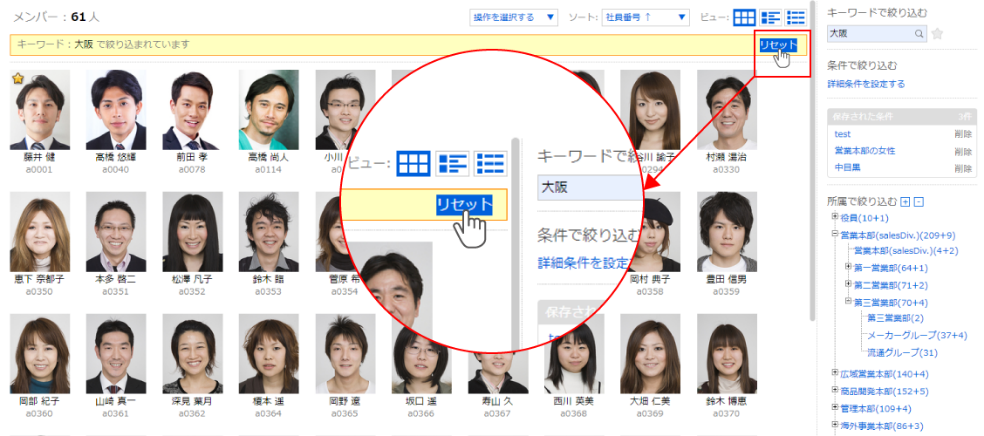 メンバー：61 人
操作を選択する ▼ ソート: 社員番号 ↑ ▼ ビュー:
キーワード：大阪 で絞り込まれています リセット
藤井 健
a0001
高橋 悠輝
a0040
前田 孝
a0078
高橋 尚人
a0114
小川
村瀬 湯治
a0330
恵下 奈都子
a0350
本多 啓二
a0351
松澤 凡子
a0352
鈴木 臨
a0353
菅原 希
a0354
岡村 典子
a0358
豊田 信男
a0359
岡部 紀子
a0360
山崎 真一
a0361
深見 葉月
a0362
榎本 遥
a0364
岡野 遼
a0365
坂口 遥
a0366
寿山 久
a0367
西川 英美
a0368
大畑 仁美
a0369
鈴木 博恵
a0370
ビュー:
リセット
キーワードで絞
大阪
条件で絞り込む
詳細条件を設定
保存さ
キーワードで絞り込む
大阪
条件で絞り込む
詳細条件を設定する
保存された条件 3件
test 削除
営業本部の女性 削除
中目黒 削除
所属で絞り込む + -
役員(10+1)
営業本部(salesDiv.)(209+9)
営業本部(salesDiv.)(4+2)
第一営業部(64+1)
第二営業部(71+2)
第三営業部(70+4)
第三営業部(2)
メーカーグループ(37+4)
流通グループ(31)
広域営業本部(140+4)
商品開発本部(152+5)
管理本部(109+4)
海外事業本部(86+3)